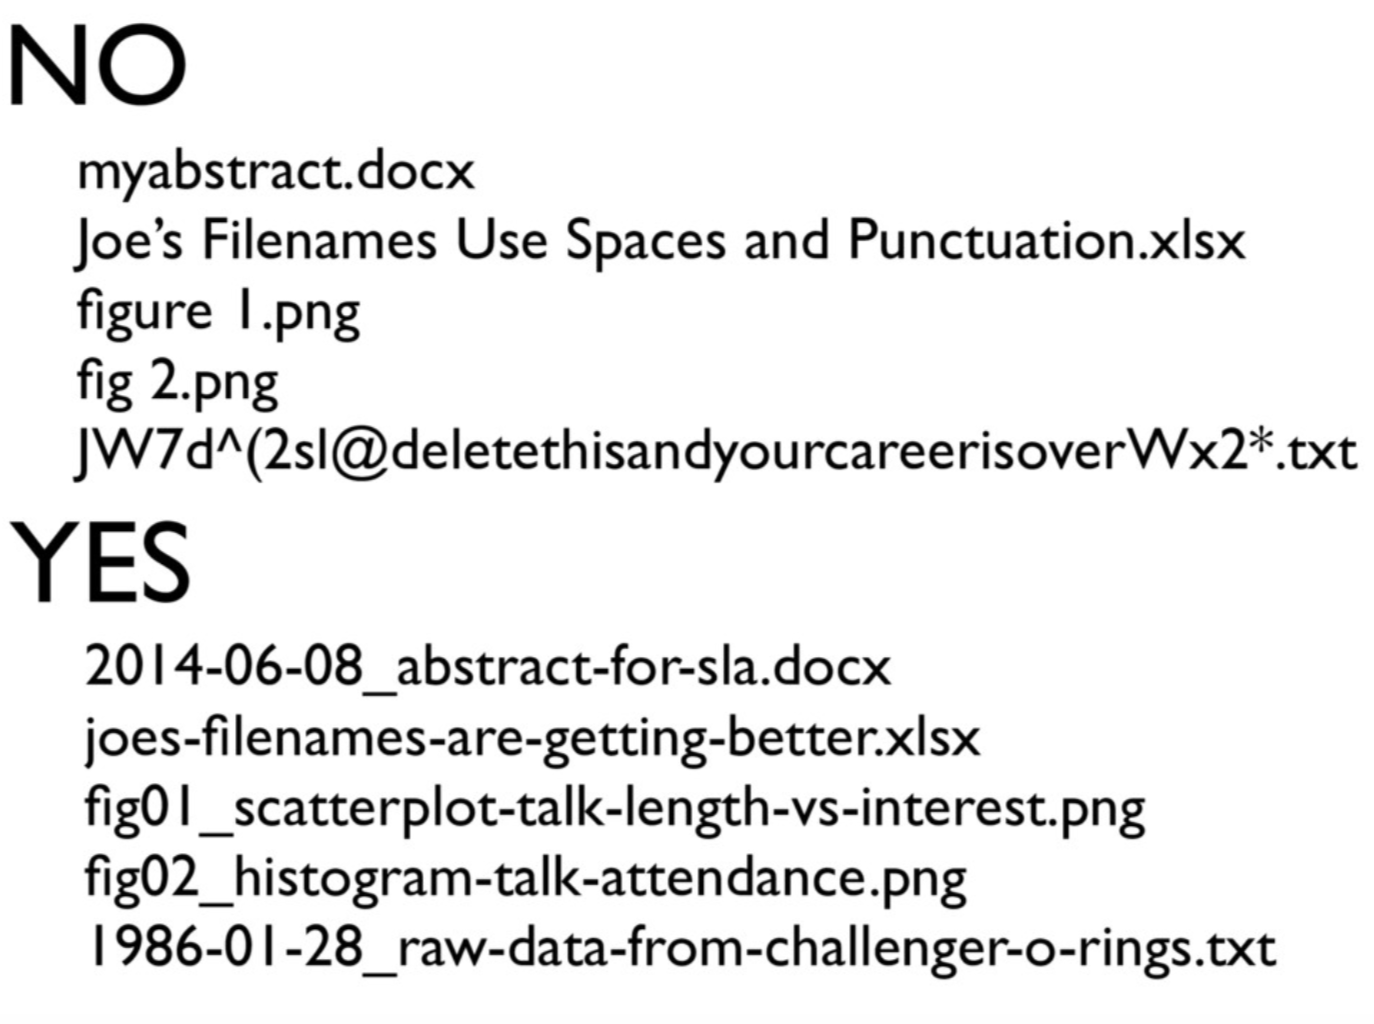 NO
myabstract.docx
Joe’s Filenames Use Spaces and Punctuation.xlsx
figure 1.png
fig 2.png
JW7d^(2sl@deletethisandyourcareerisoverWx2*.txt
YES
2014-06-08_abstract-for-sla.docx
joes-filenames-are-getting-better.xlsx
fig01_scatterplot-talk-length-vs-interest.png
fig02_histogram-talk-attendance.png
1986-01-28_raw-data-from-challenger-o-rings.txt